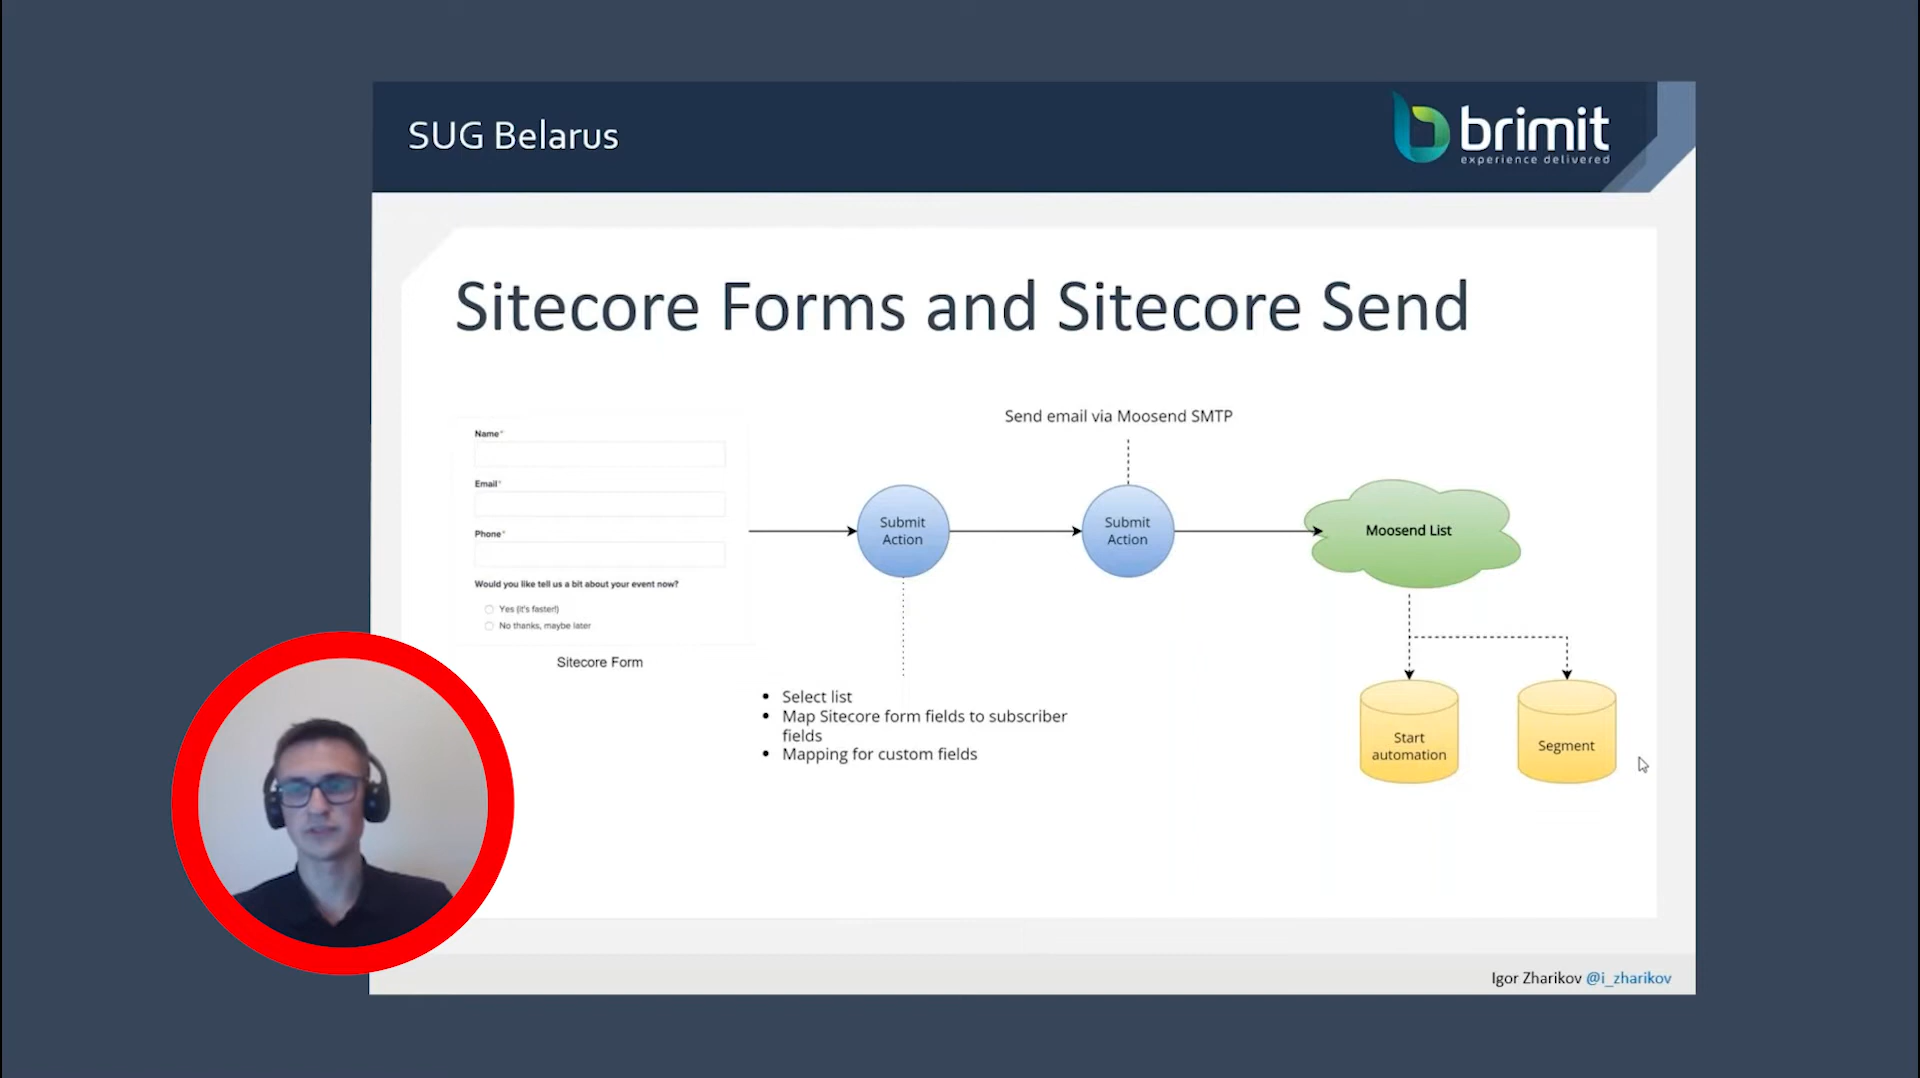 SUG Belarus
brimit
experience delivered
Sitecore Forms and Sitecore Send
Send email via Moosend SMTP
Name*
Email*
Phone*
Would you like tell us a bit about your event now?
Yes (it's faster!)
No thanks, maybe later
Sitecore Form
Submit
Action
Submit
Action
Moosend List
• Select list
• Map Sitecore form fields to subscriber
fields
• Mapping for custom fields
Start
automation
Segment
Igor Zharikov @i_zharikov